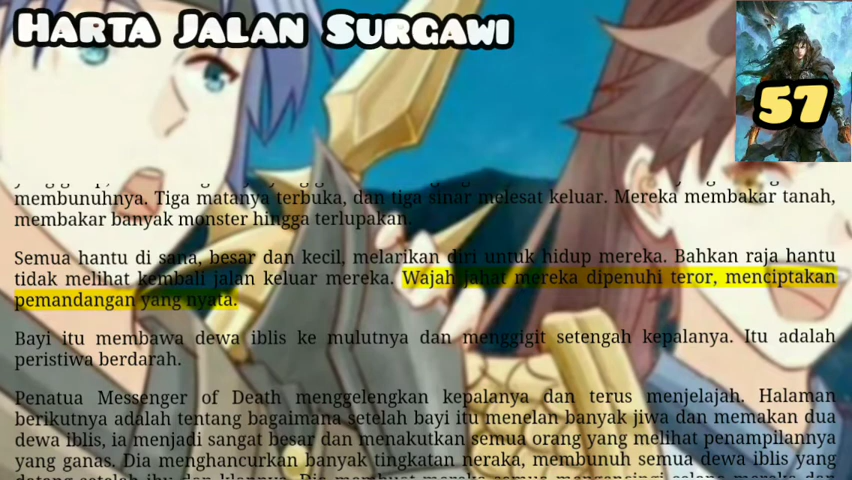 Harta Jalan Surgawi
57
membunuhnya. Tiga matanya terbuka, dan tiga sinar melesat keluar. Mereka membakar tanah,
membakar banyak monster hingga terlupakan.
Semua hantu di sana, besar dan kecil, melarikan diri untuk hidup mereka. Bahkan raja hantu
tidak melihat kembali jalan keluar mereka. Wajah jahat mereka dipenuhi teror, menciptakan
pemandangan yang nyata.
Bayi itu membawa dewa iblis ke mulutnya dan menggigit setengah kepalanya. Itu adalah
peristiwa berdarah.
Penatua Messenger of Death menggelengkan kepalanya dan terus menjelajah. Halaman
berikutnya adalah tentang bagaimana setelah bayi itu menelan banyak jiwa dan memakan dua
dewa iblis, ia menjadi sangat besar dan menakutkan semua orang yang melihat penampilannya
yang ganas. Dia menghancurkan banyak tingkatan neraka, membunuh semua dewa iblis yang